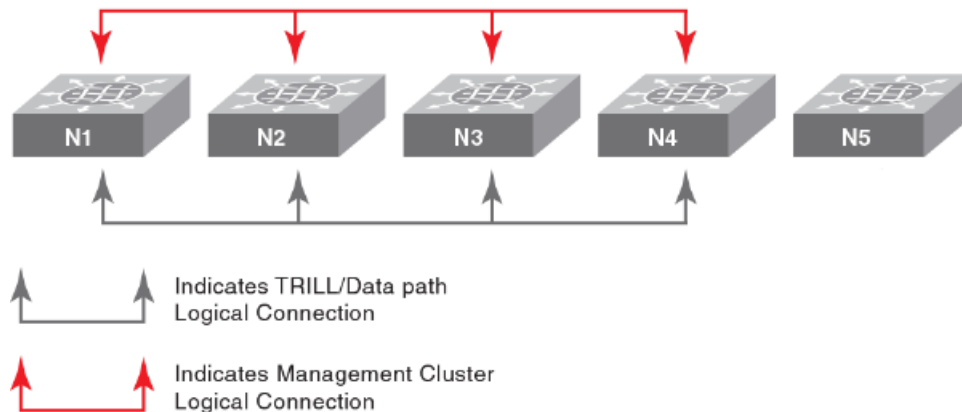 N1 N2 N3 N4 N5
Indicates TRILL/Data path
Logical Connection
Indicates Management Cluster
Logical Connection